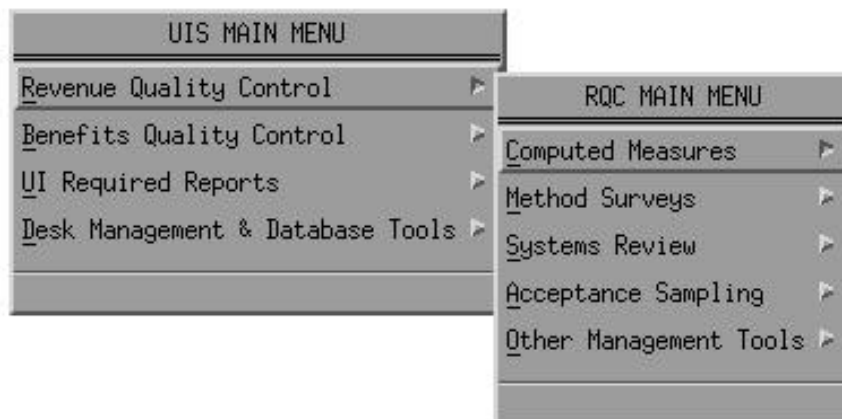 UIS MAIN MENU
Revenue Quality Control
Benefits Quality Control
UI Required Reports
Desk Management & Database Tools
RQC MAIN MENU
Computed Measures
Method Surveys
Systems Review
Acceptance Sampling
Other Management Tools